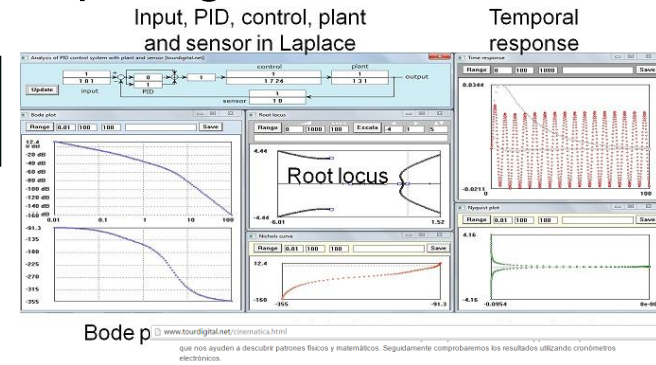 Input, PID, control, plant
and sensor in Laplace
Temporal
response
Analysis of PID control system with plant and sensor (tourdigital.net)
control
plant
1
1
1
0
1
1 0 1
1
1
1 7 2 4
1 3 1
output
Update
input
PID
1
sensor
1 0
Time response
Range 0 100 1000 Save
0.0344
-0.0211
0
100
Bode plot
Range 0.01 100 100 Save
12.4
-20 dB
-40 dB
-60 dB
-80 dB
-100 dB
-120 dB
-140 dB
0.01
0.1
1
10
100
-91.3
-135
-180
-225
-270
-315
-355
Root locus
Range 0 1000 100 Escala -4 1 5
4.44
Root locus
-4.44
-6.01
1.52
Nichols curve
Range 0.01 100 100 Save
12.4
-160
-355
-91.3
Nyquist plot
Range 0.01 100 100 Save
4.16
-4.16
-0.0954
0e-00
Bode p
www.tourdigital.net/cinematica.html
que nos ayuden a descubrir patrones físicos y matemáticos. Seguidamente comprobaremos los resultados utilizando cronómetros
electrónicos.